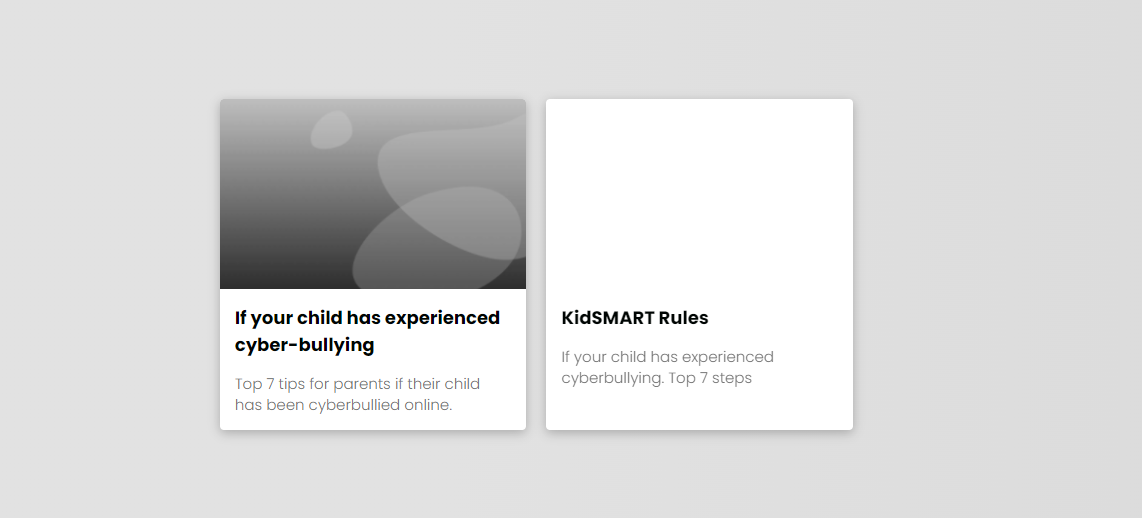 If your child has experienced
cyber-bullying
Top 7 tips for parents if their child
has been cyberbullied online.
KidSMART Rules
If your child has experienced
cyberbullying. Top 7 steps